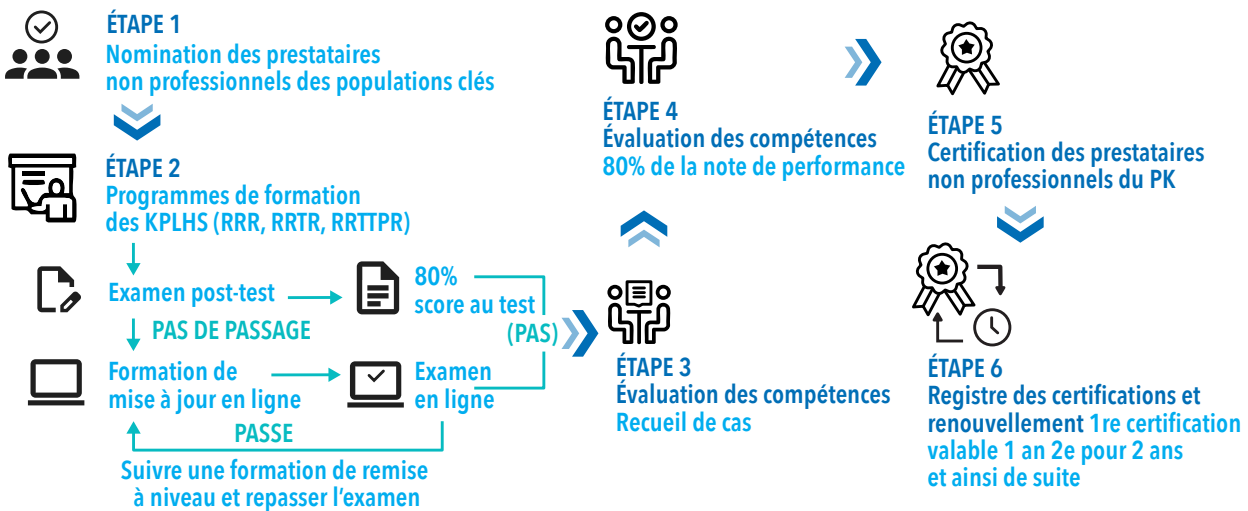 ÉTAPE 1
Nomination des prestataires
non professionnels des populations clés
ÉTAPE 2
Programmes de formation
des KPLHS (RRR, RRTR, RRTTPR)
Examen post-test
80%
score au test
(PAS)
PAS DE PASSAGE
Formation de
mise à jour en ligne
Examen
en ligne
PASSE
Suivre une formation de remise
à niveau et repasser l'examen
ÉTAPE 3
Évaluation des compétences
Recueil de cas
ÉTAPE 4
Évaluation des compétences
80% de la note de performance
ÉTAPE 5
Certification des prestataires
non professionnels du PK
ÉTAPE 6
Registre des certifications et
renouvellement 1re certification
valable 1 an 2e pour 2 ans
et ainsi de suite